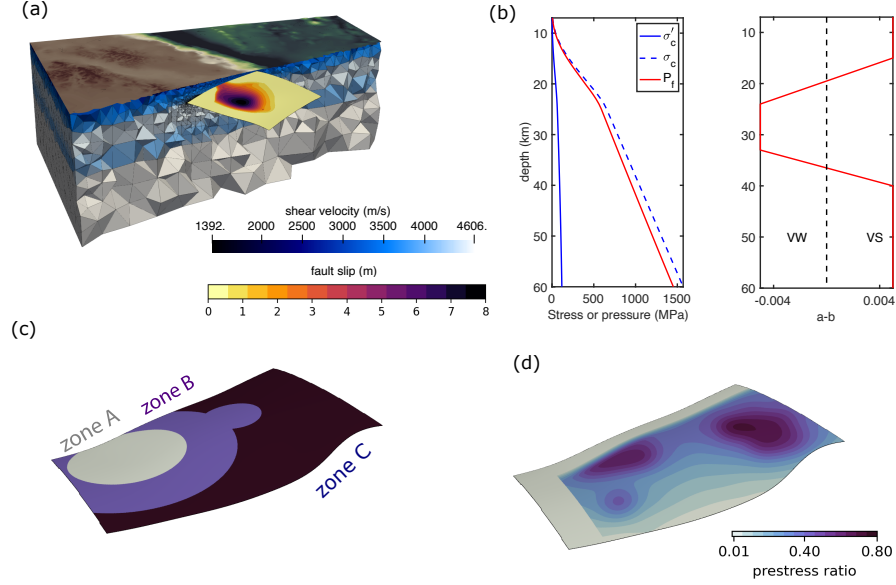 (a)
shear velocity (m/s)
1392. 2000 3000 4000 4606.
fault slip (m)
0 1 2 3 4 5 6 7 8
(b)
10
20
30
40
50
60
depth (km)
0 500 1000 1500
Stress or pressure (MPa)
σ′c
σc
Pf
10
20
30
40
50
60
VW VS
-0.004 0.004
a-b
(c)
zone A
zone B
zone C
(d)
0.01 0.40 0.80
prestress ratio